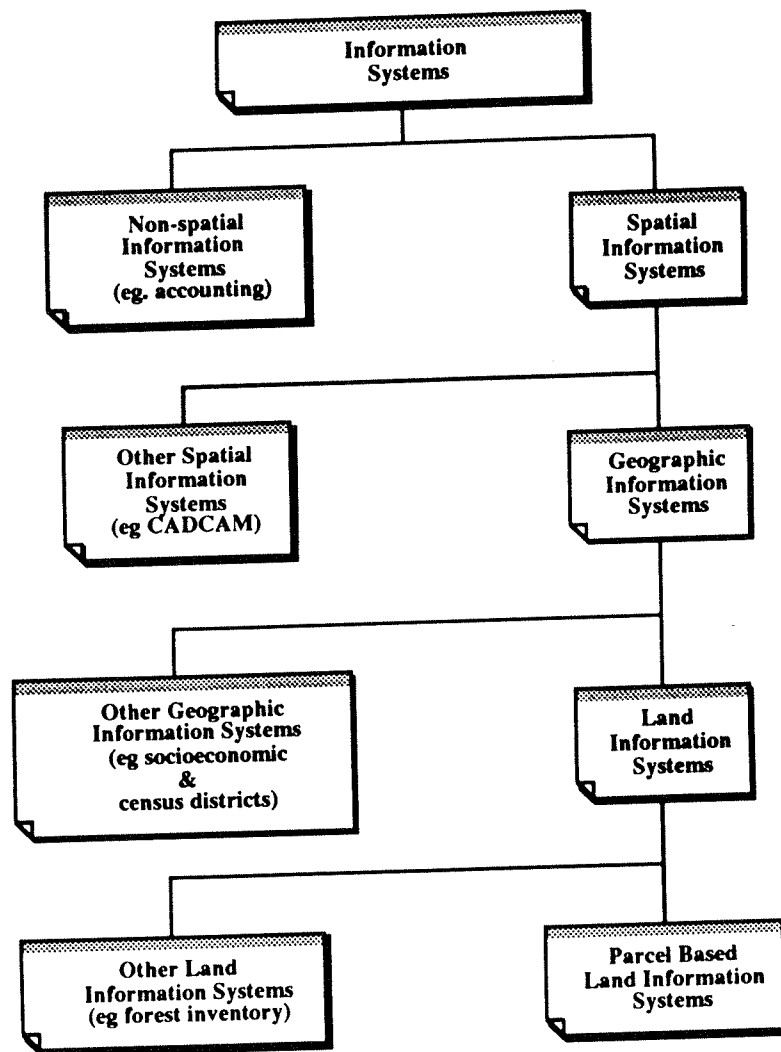 Information
Systems
Non-spatial
Information
Systems
(eg. accounting)
Spatial
Information
Systems
Other Spatial
Information
Systems
(eg CADCAM)
Geographic
Information
Systems
Other Geographic
Information Systems
(eg socioeconomic
&
census districts)
Land
Information
Systems
Other Land
Information Systems
(eg forest inventory)
Parcel Based
Land Information
Systems